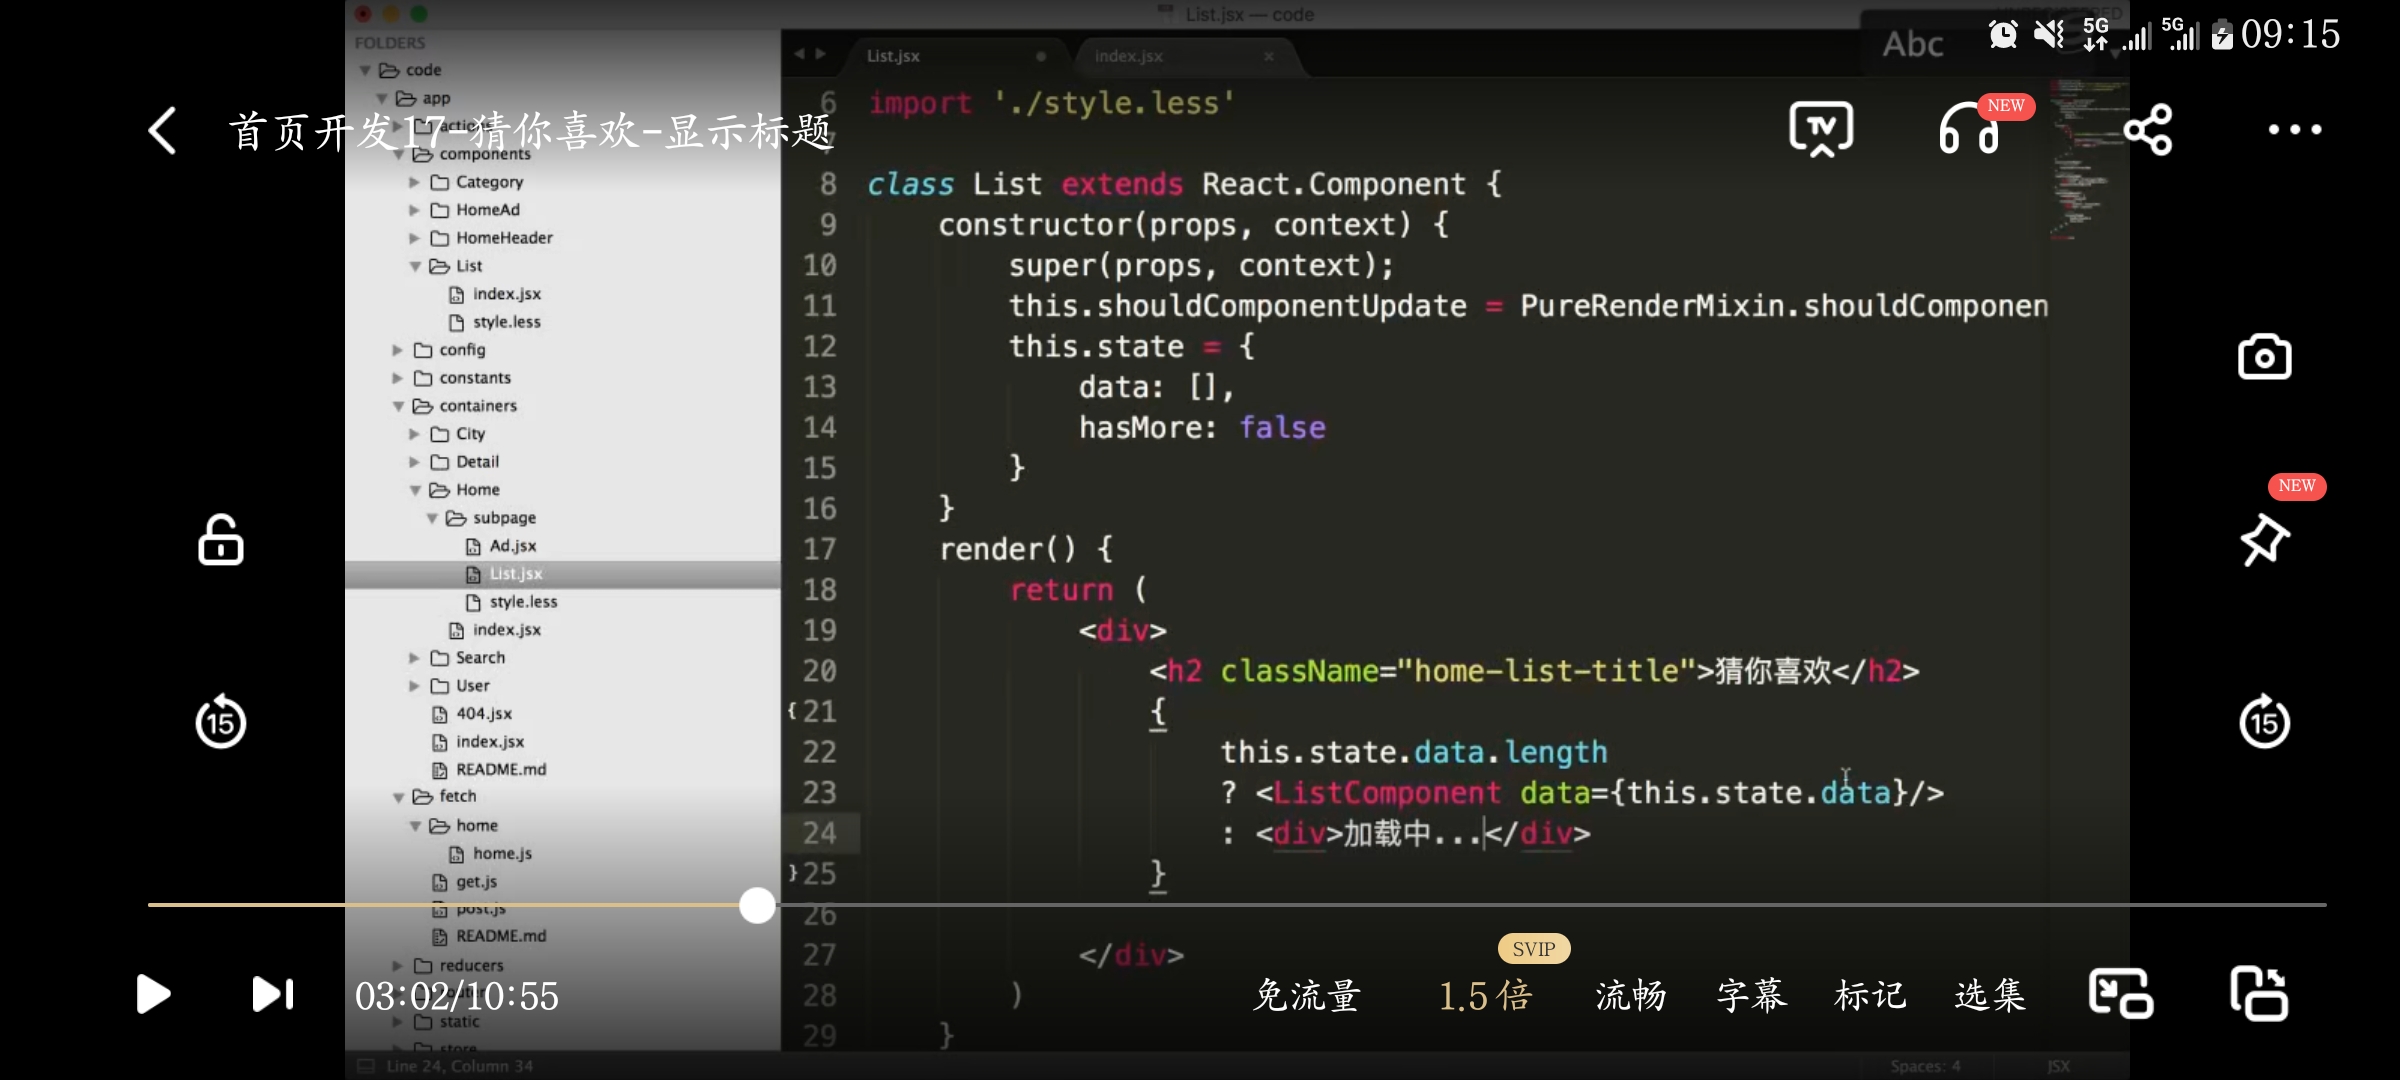 List.jsx — code
Abc
5G
5G
09:15
FOLDERS
code
app
List.jsx
index.jsx
首页开发17-猜你喜欢-显示标题
NEW
components
Category
HomeAd
HomeHeader
List
index.jsx
style.less
config
constants
containers
City
Detail
Home
subpage
Ad.jsx
List.jsx
style.less
index.jsx
Search
User
404.jsx
index.jsx
README.md
fetch
home
home.js
get.js
post.js
README.md
reducers
static
store
6 import './style.less'
7
8 class List extends React.Component {
9 constructor(props, context) {
10 super(props, context);
11 this.shouldComponentUpdate = PureRenderMixin.shouldComponen
12 this.state = {
13 data: [],
14 hasMore: false
15 }
16 }
17 render() {
18 return (
19 <div>
20 <h2 className="home-list-title">猜你喜欢</h2>
{ 21 {
22 this.state.data.length
23 ? <ListComponent data={this.state.data}/>
24 : <div>加载中...</div>
} 25 }
26
27 </div>
28 )
29 }
NEW
15
15
03:02/10:55
免流量
SVIP
1.5倍
流畅
字幕
标记
选集
Line 24, Column 34
Spaces: 4
JSX